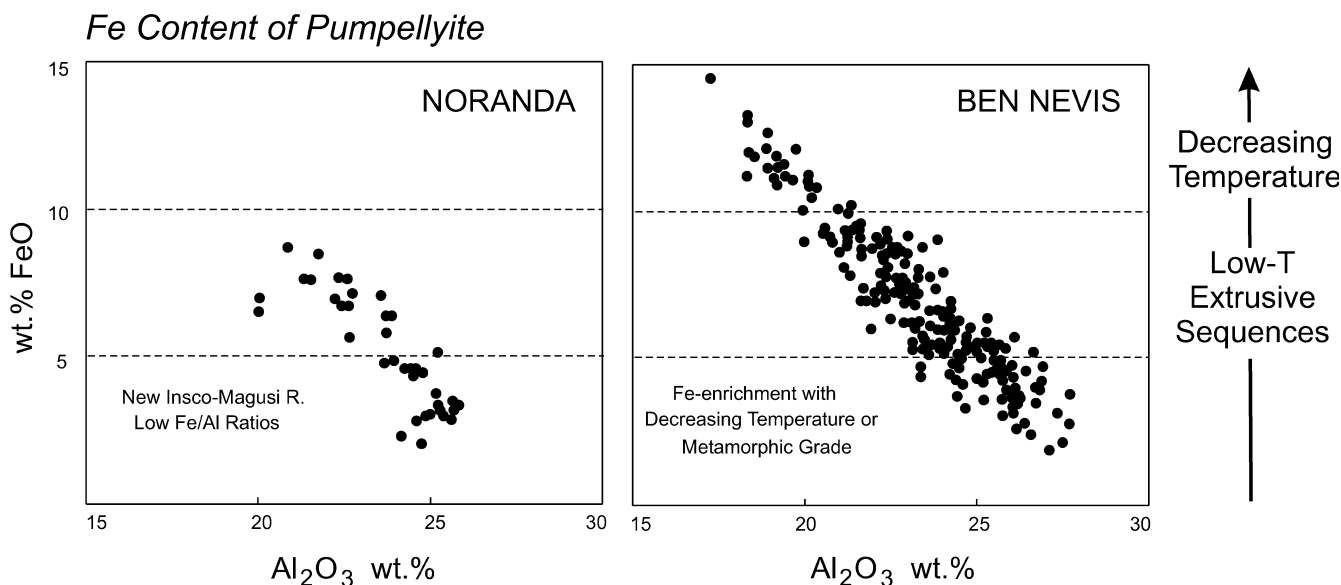 Fe Content of Pumpellyite
NORANDA
15
10
5
wt.% FeO
New Insco-Magusi R.
Low Fe/Al Ratios
15
20
25
30
Al₂O₃ wt.%
BEN NEVIS
Fe-enrichment with
Decreasing Temperature or
Metamorphic Grade
15
20
25
30
Al₂O₃ wt.%
Decreasing
Temperature
Low-T
Extrusive
Sequences